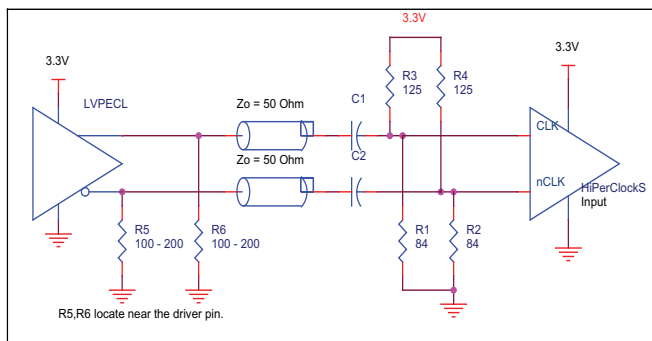 3.3V
3.3V
3.3V
LVPECL
R3
125
R4
125
Zo = 50 Ohm
C1
CLK
Zo = 50 Ohm
C2
nCLK
HiPerClockS
Input
R5
100 - 200
R6
100 - 200
R1
84
R2
84
R5,R6 locate near the driver pin.